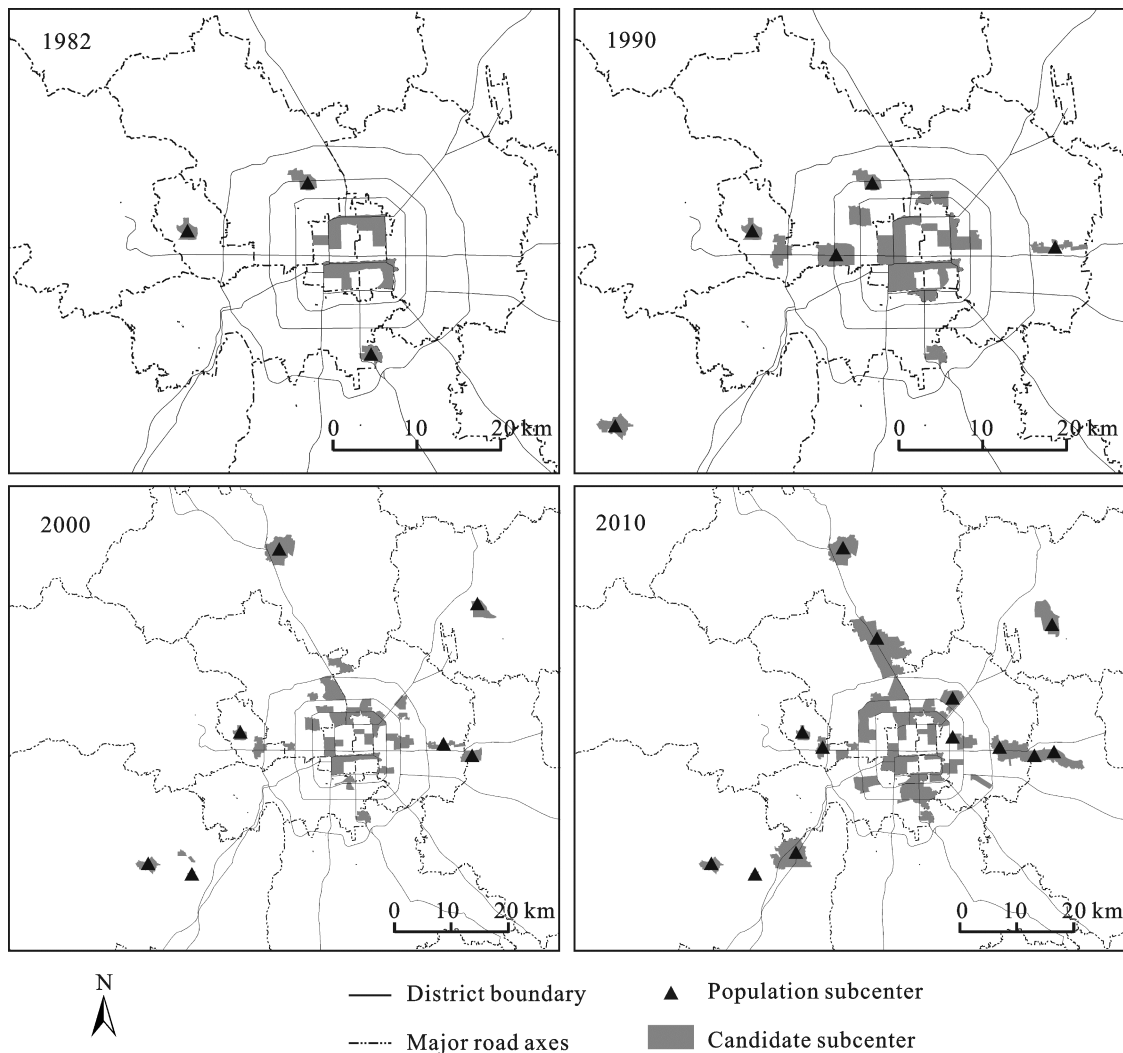 1982
0 10 20 km
1990
0 10 20 km
2000
0 10 20 km
2010
0 10 20 km
N
District boundary
Population subcenter
Major road axes
Candidate subcenter